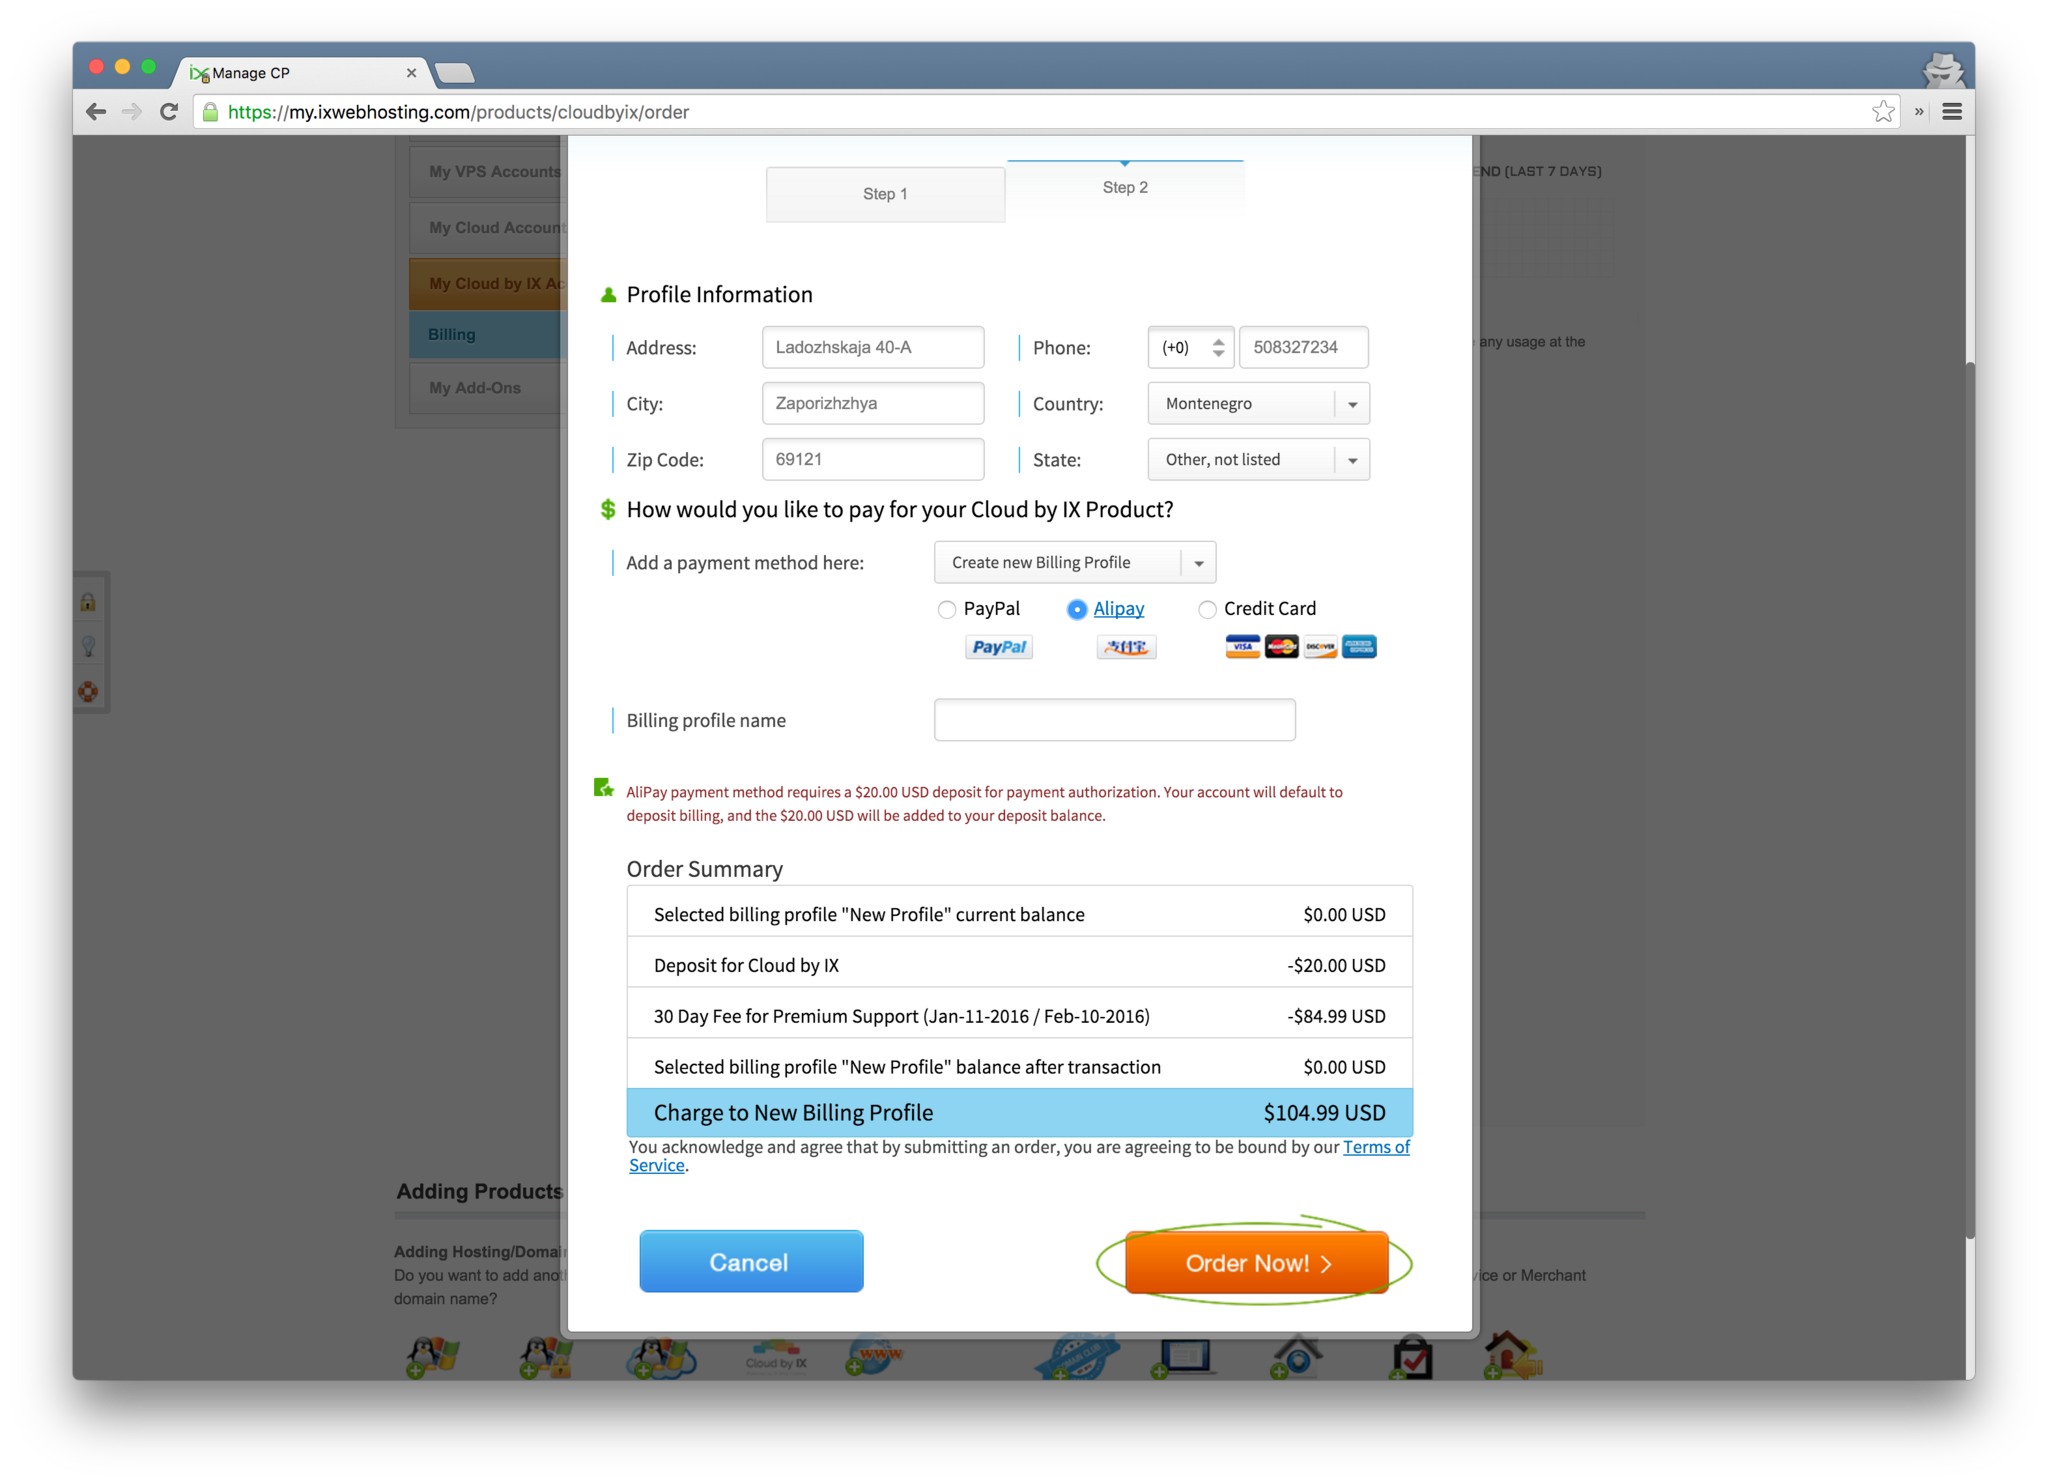 Manage CP
https://my.ixwebhosting.com/products/cloudbyix/order
My VPS Accounts
My Cloud Account
My Cloud by IX Ac
Billing
My Add-Ons
END (LAST 7 DAYS)
any usage at the
Step 1
Step 2
Profile Information
Address: Ladozhskaja 40-A Phone: (+0) 508327234
City: Zaporizhzhya Country: Montenegro
Zip Code: 69121 State: Other, not listed
$ How would you like to pay for your Cloud by IX Product?
Add a payment method here: Create new Billing Profile
PayPal Alipay Credit Card
PayPal 支付宝 VISA MasterCard DISCOVER
Billing profile name
AliPay payment method requires a $20.00 USD deposit for payment authorization. Your account will default to
deposit billing, and the $20.00 USD will be added to your deposit balance.
Order Summary
Selected billing profile "New Profile" current balance $0.00 USD
Deposit for Cloud by IX -$20.00 USD
30 Day Fee for Premium Support (Jan-11-2016 / Feb-10-2016) -$84.99 USD
Selected billing profile "New Profile" balance after transaction $0.00 USD
Charge to New Billing Profile $104.99 USD
You acknowledge and agree that by submitting an order, you are agreeing to be bound by our Terms of
Service.
Cancel
Order Now! >
Adding Products
Adding Hosting/Domai
Do you want to add anot
domain name?
vice or Merchant
Cloud by IX
www
DOMAIN CLUB